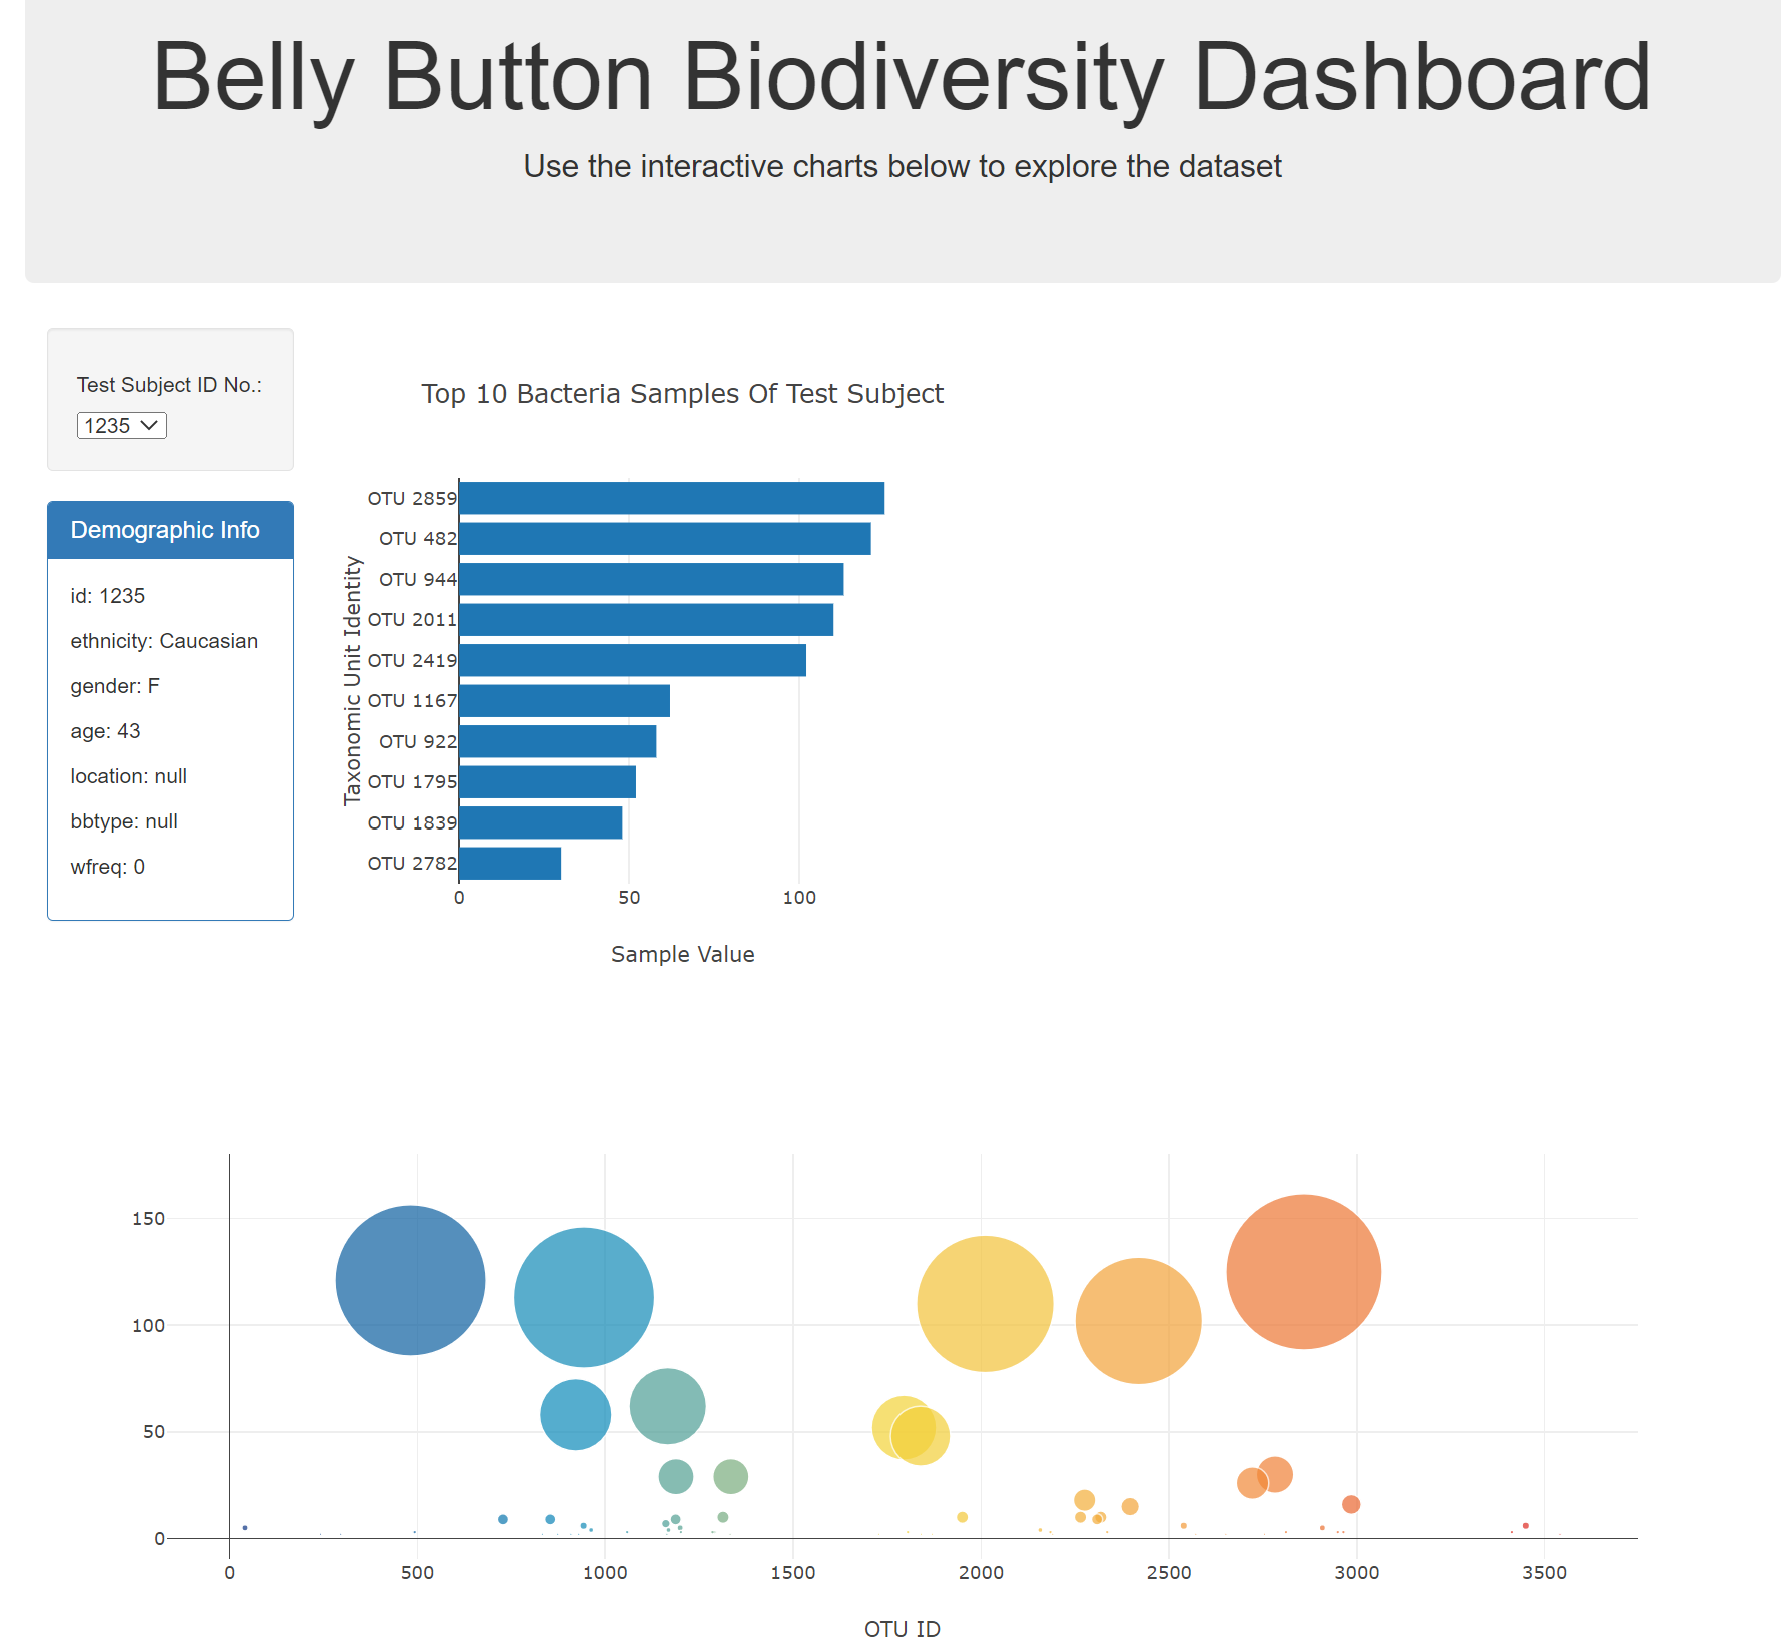 Belly Button Biodiversity Dashboard
Use the interactive charts below to explore the dataset
Test Subject ID No.:
1235
Demographic Info
id: 1235
ethnicity: Caucasian
gender: F
age: 43
location: null
bbtype: null
wfreq: 0
Top 10 Bacteria Samples Of Test Subject
Taxonomic Unit Identity
OTU 2859
OTU 482
OTU 944
OTU 2011
OTU 2419
OTU 1167
OTU 922
OTU 1795
OTU 1839
OTU 2782
0 50 100
Sample Value
150
100
50
0
0 500 1000 1500 2000 2500 3000 3500
OTU ID